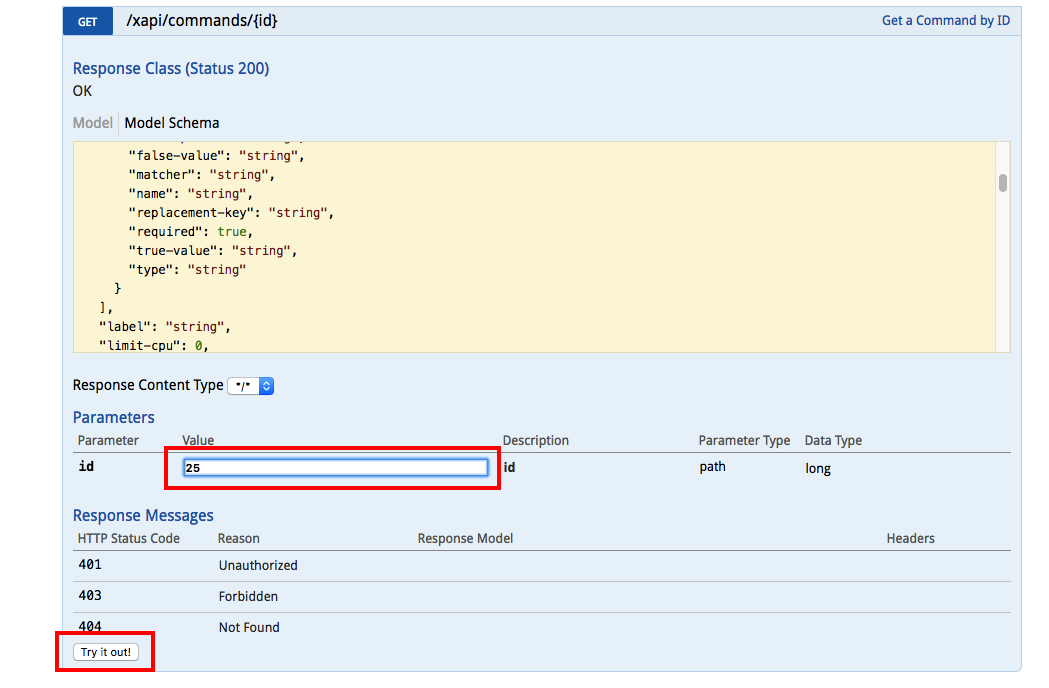 GET /xapi/commands/{id} Get a Command by ID
Response Class (Status 200)
OK
Model Model Schema
"false-value": "string",
"matcher": "string",
"name": "string",
"replacement-key": "string",
"required": true,
"true-value": "string",
"type": "string"
}
],
"label": "string",
"limit-cpu": 0,
Response Content Type */*
Parameters
Parameter Value Description Parameter Type Data Type
id 25 id path long
Response Messages
HTTP Status Code Reason Response Model Headers
401 Unauthorized
403 Forbidden
404 Not Found
Try it out!